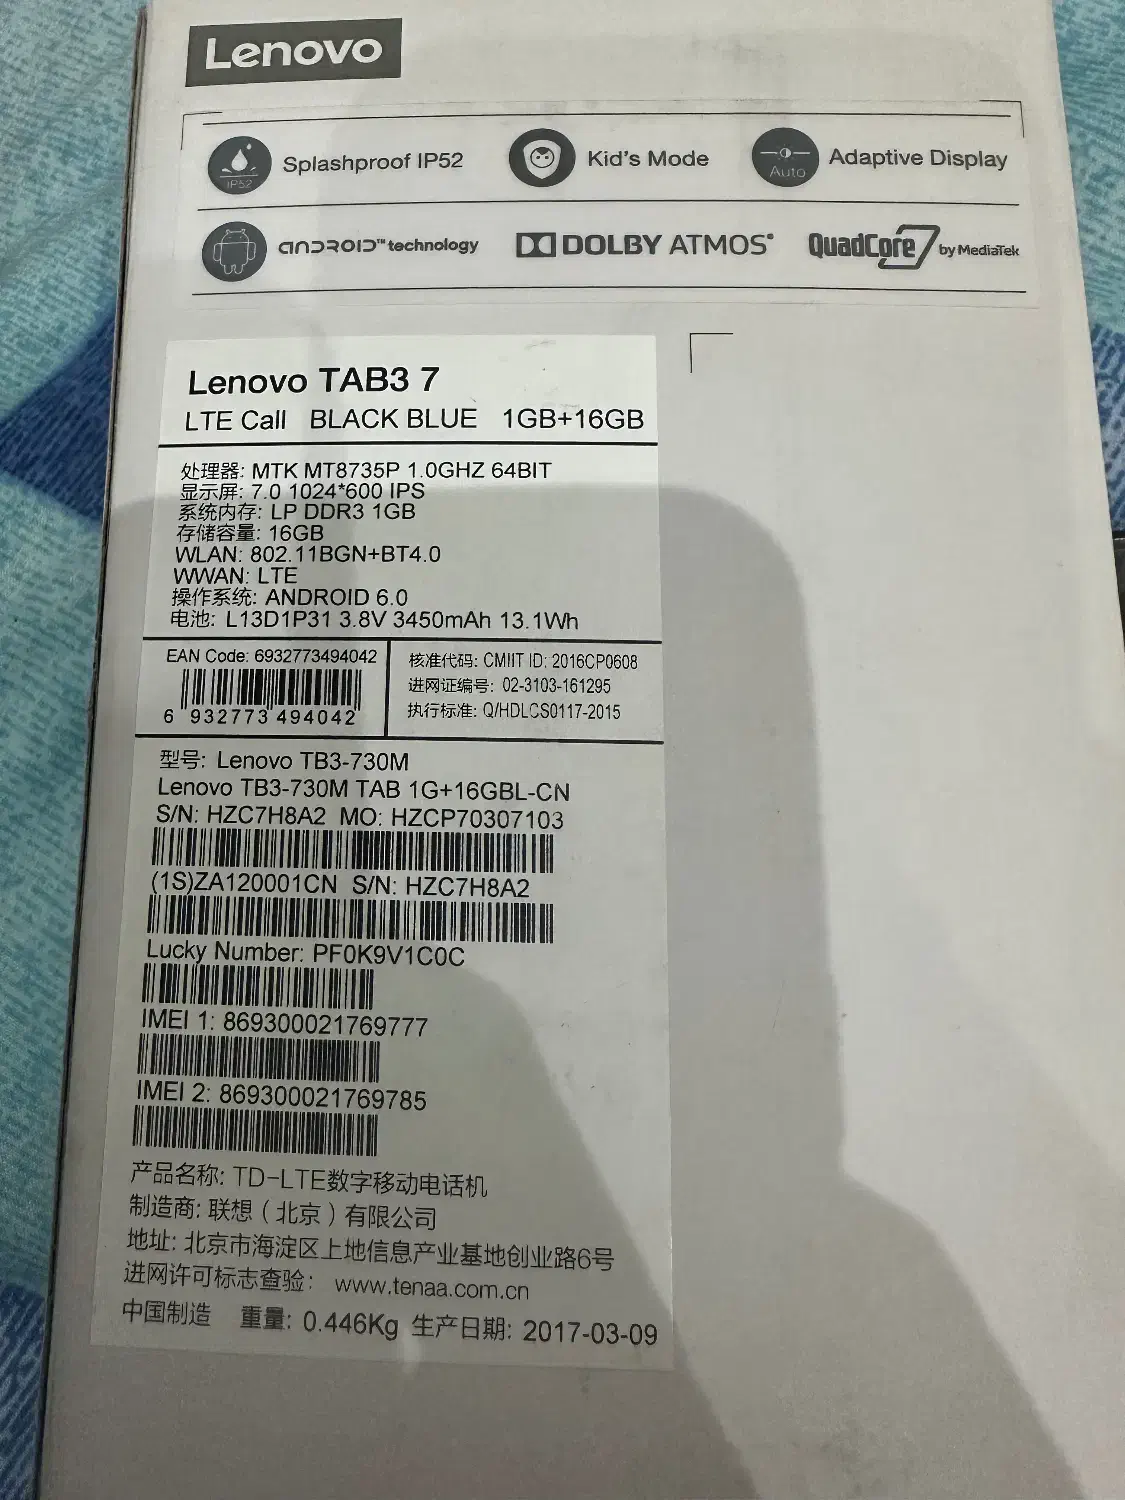 Lenovo
IP52
Splashproof IP52
Kid's Mode
Auto
Adaptive Display
ANDROID™ technology
DOLBY ATMOS®
QuadCore by MediaTek
Lenovo TAB3 7
LTE Call BLACK BLUE 1GB+16GB
处理器: MTK MT8735P 1.0GHZ 64BIT
显示屏: 7.0 1024*600 IPS
系统内存: LP DDR3 1GB
存储容量: 16GB
WLAN: 802.11BGN+BT4.0
WWAN: LTE
操作系统: ANDROID 6.0
电池: L13D1P31 3.8V 3450mAh 13.1Wh
EAN Code: 6932773494042
6 932773 494042
核准代码: CMIIT ID: 2016CP0608
进网证编号: 02-3103-161295
执行标准: Q/HDLCS0117-2015
型号: Lenovo TB3-730M
Lenovo TB3-730M TAB 1G+16GBL-CN
S/N: HZC7H8A2 MO: HZCP70307103
(1S)ZA120001CN S/N: HZC7H8A2
Lucky Number: PF0K9V1C0C
IMEI 1: 869300021769777
IMEI 2: 869300021769785
产品名称: TD-LTE数字移动电话机
制造商: 联想（北京）有限公司
地址: 北京市海淀区上地信息产业基地创业路6号
进网许可标志查验: www.tenaa.com.cn
中国制造 重量: 0.446Kg 生产日期: 2017-03-09